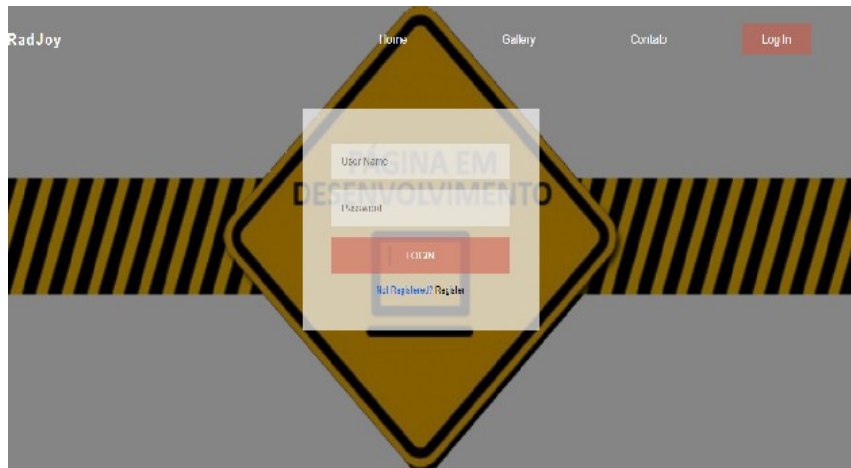 RadJoy Home Gallery Contato Log In
User Name
PÁGINA EM
DESENVOLVIMENTO
Password
LOGIN
Not Registered? Register